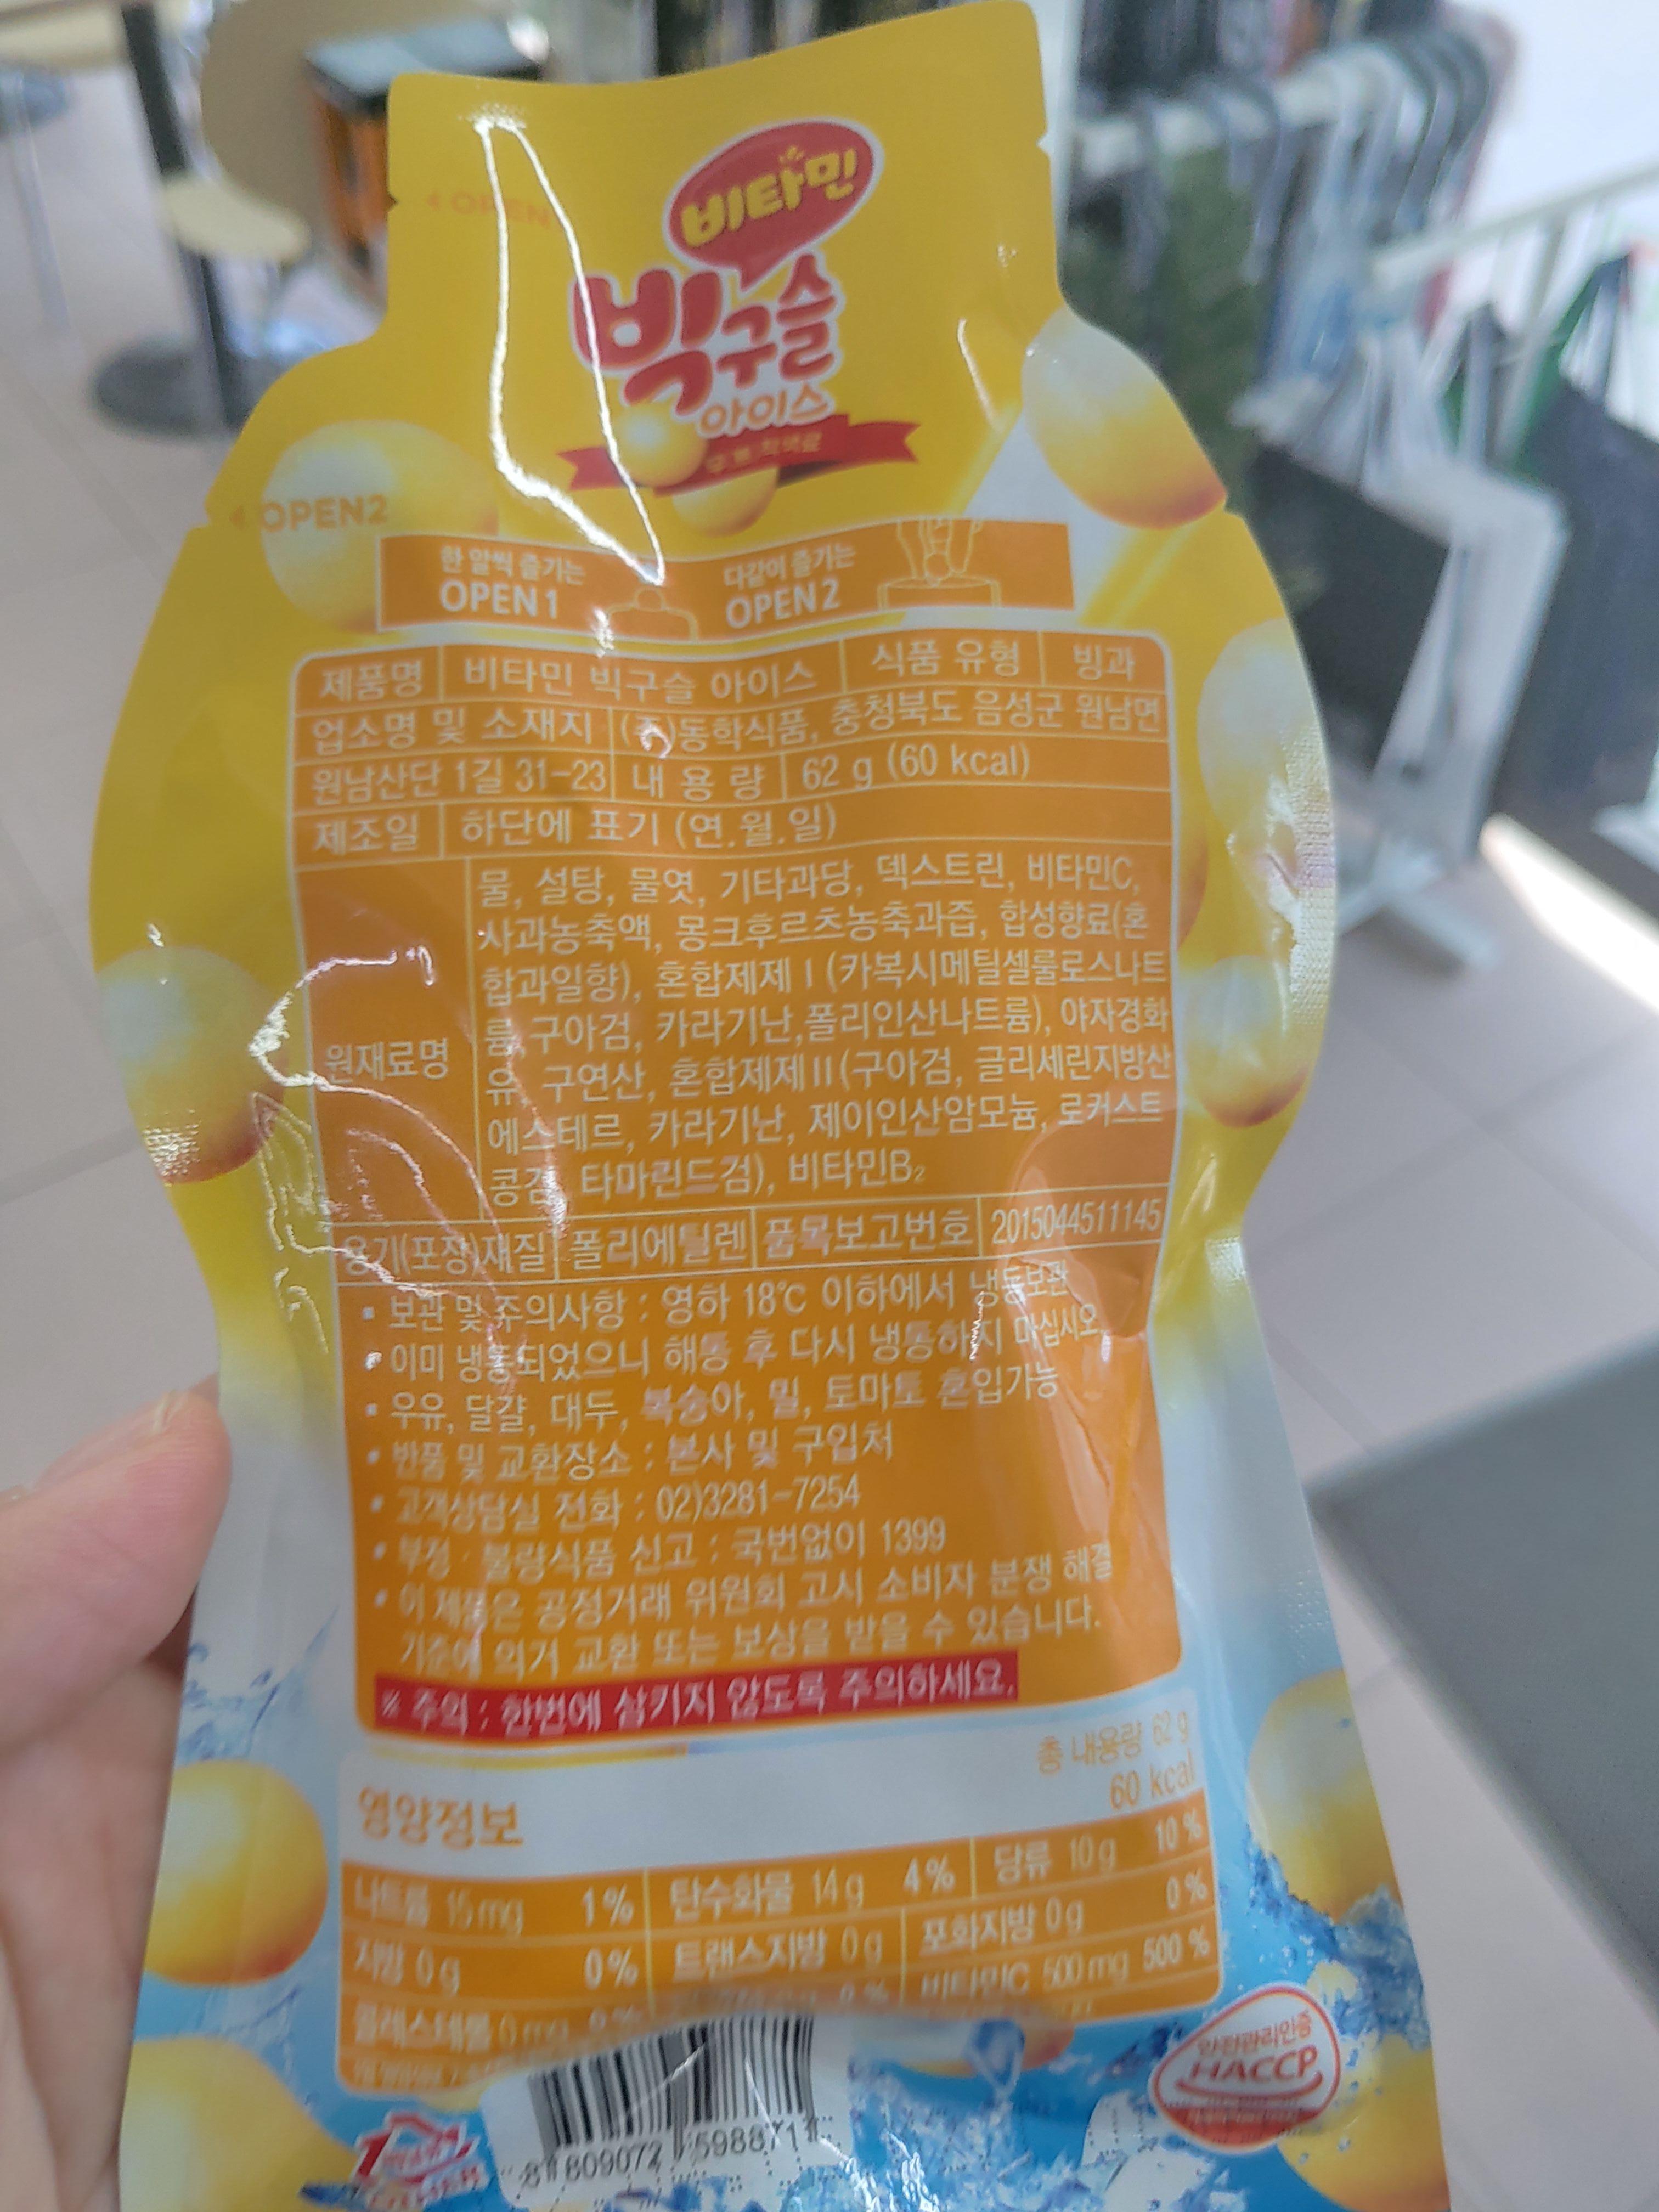 ◀ OPEN
비타민
빅구슬
아이스
◀ OPEN2
한 알씩 즐기는
OPEN 1
다같이 즐기는
OPEN 2
제품명 비타민 빅구슬 아이스 식품 유형 빙과
업소명 및 소재지 (주)동학식품, 충청북도 음성군 원남면
원남산단 1길 31-23 내 용 량 62 g (60 kcal)
제조일 하단에 표기 (연.월.일)
원재료명
물, 설탕, 물엿, 기타과당, 덱스트린, 비타민C,
사과농축액, 몽크후르츠농축과즙, 합성향료(혼
합과일향), 혼합제제 I (카복시메틸셀룰로스나트
륨,구아검, 카라기난,폴리인산나트륨), 야자경화
유, 구연산, 혼합제제 II (구아검, 글리세린지방산
에스테르, 카라기난, 제이인산암모늄, 로커스트
콩검, 타마린드검), 비타민B₂
용기(포장)재질 폴리에틸렌 품목보고번호 2015044511145
▪ 보관 및 주의사항 : 영하 18℃ 이하에서 냉동보관
▪ 이미 냉동되었으니 해동 후 다시 냉동하지 마십시오.
▪ 우유, 달걀, 대두, 복숭아, 밀, 토마토 혼입가능
▪ 반품 및 교환장소 : 본사 및 구입처
▪ 고객상담실 전화 : 02)3281-7254
▪ 부정·불량식품 신고 : 국번없이 1399
▪ 이 제품은 공정거래 위원회 고시 소비자 분쟁 해결
기준에 의거 교환 또는 보상을 받을 수 있습니다.
※ 주의 : 한번에 삼키지 않도록 주의하세요.
영양정보
총 내용량 62 g
60 kcal
나트륨 15 mg 1 % 탄수화물 14 g 4 % 당류 10 g 10 %
지방 0 g 0 % 트랜스지방 0 g 포화지방 0 g 0 %
콜레스테롤 0 mg 비타민C 500 mg 500 %
안전관리인증
HACCP
8 809072 598871